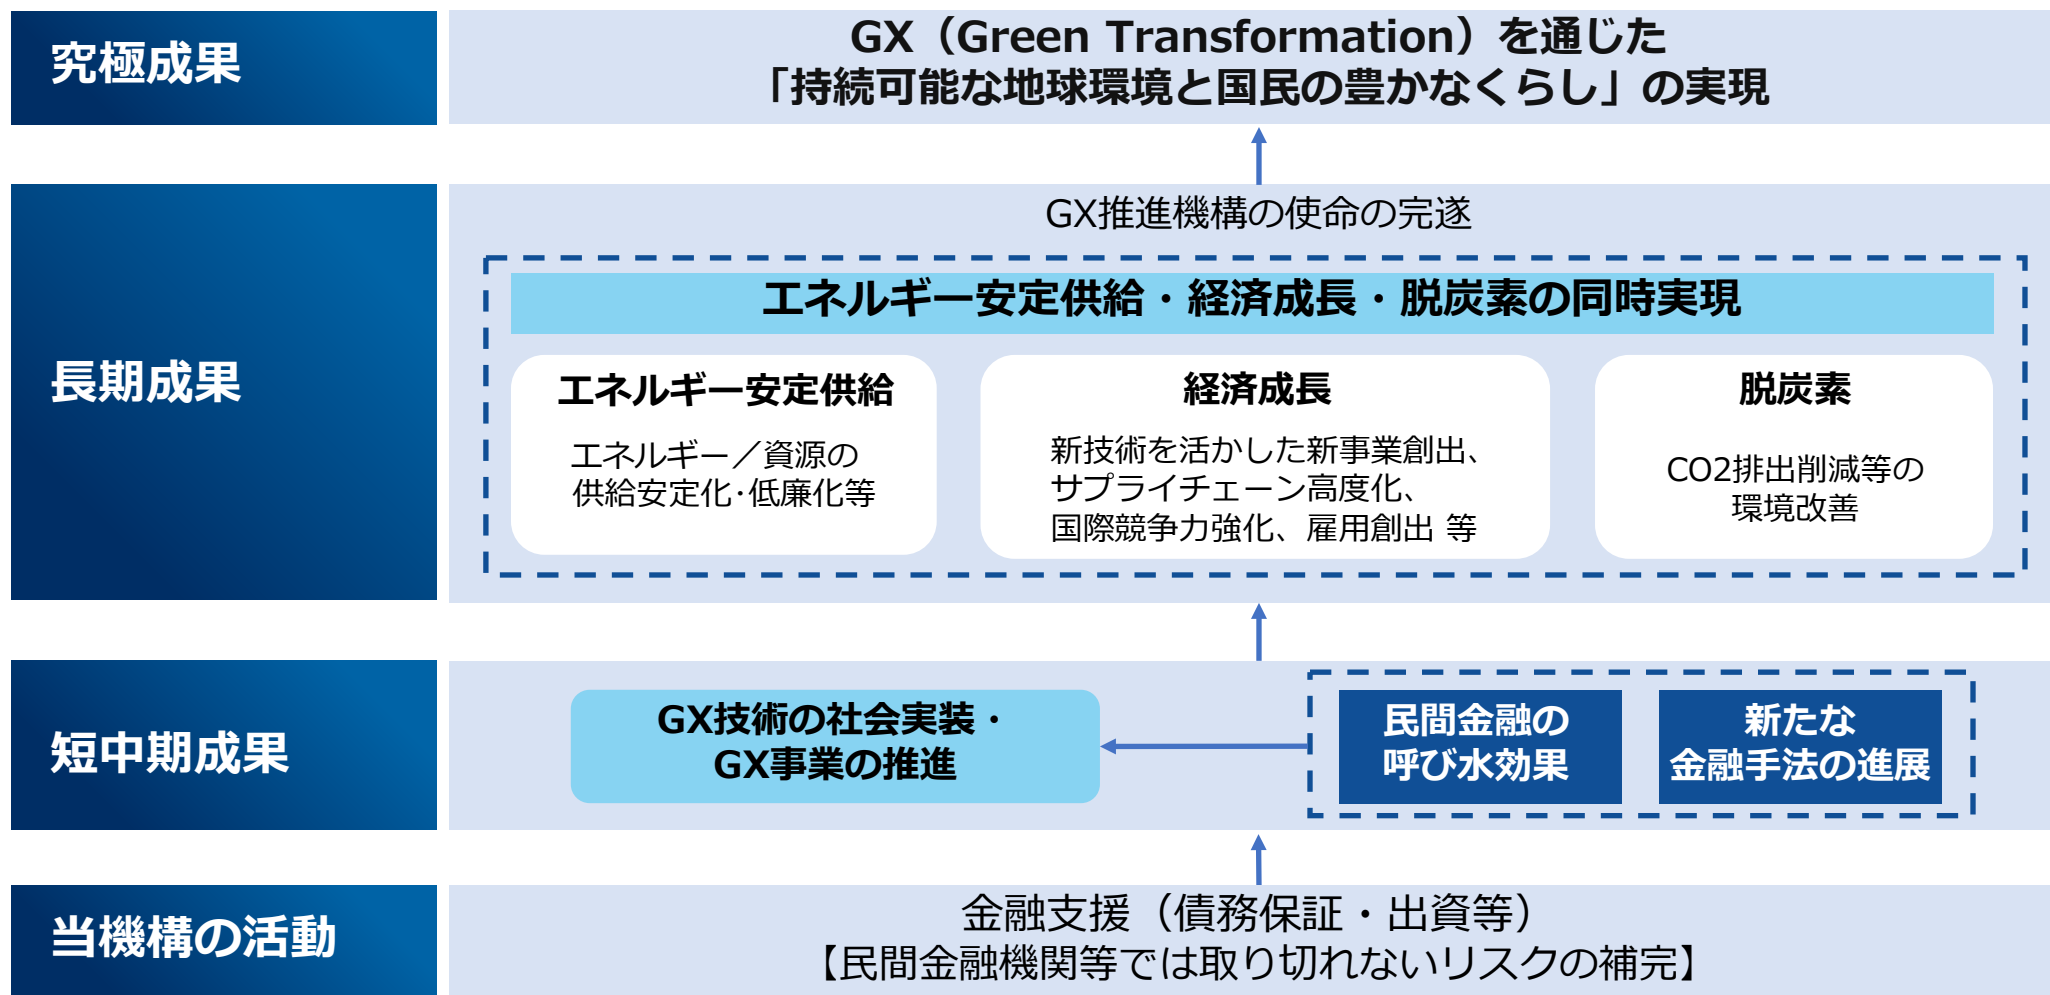 究極成果
GX（Green Transformation）を通じた
「持続可能な地球環境と国民の豊かなくらし」の実現
長期成果
GX推進機構の使命の完遂
エネルギー安定供給・経済成長・脱炭素の同時実現
エネルギー安定供給
エネルギー／資源の
供給安定化･低廉化等
経済成長
新技術を活かした新事業創出、
サプライチェーン高度化、
国際競争力強化、雇用創出 等
脱炭素
CO2排出削減等の
環境改善
短中期成果
GX技術の社会実装・
GX事業の推進
民間金融の
呼び水効果
新たな
金融手法の進展
当機構の活動
金融支援（債務保証・出資等）
【民間金融機関等では取り切れないリスクの補完】